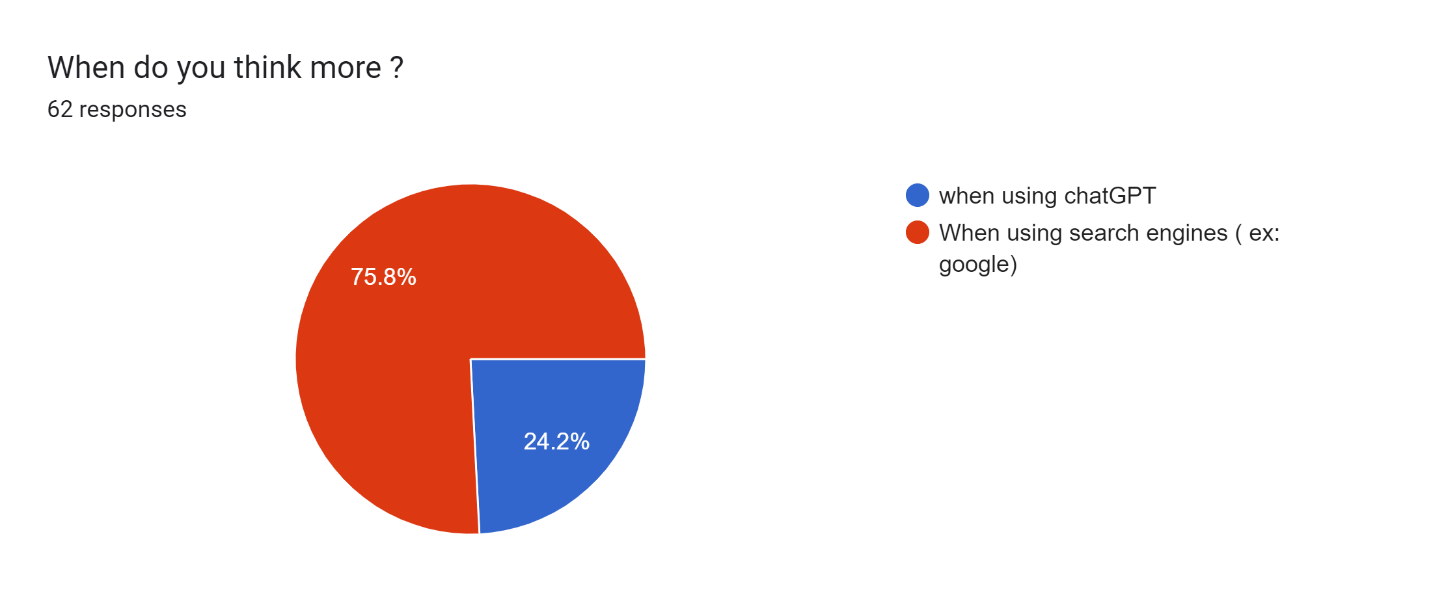 When do you think more ?
62 responses
when using chatGPT
When using search engines ( ex:
google)
75.8%
24.2%